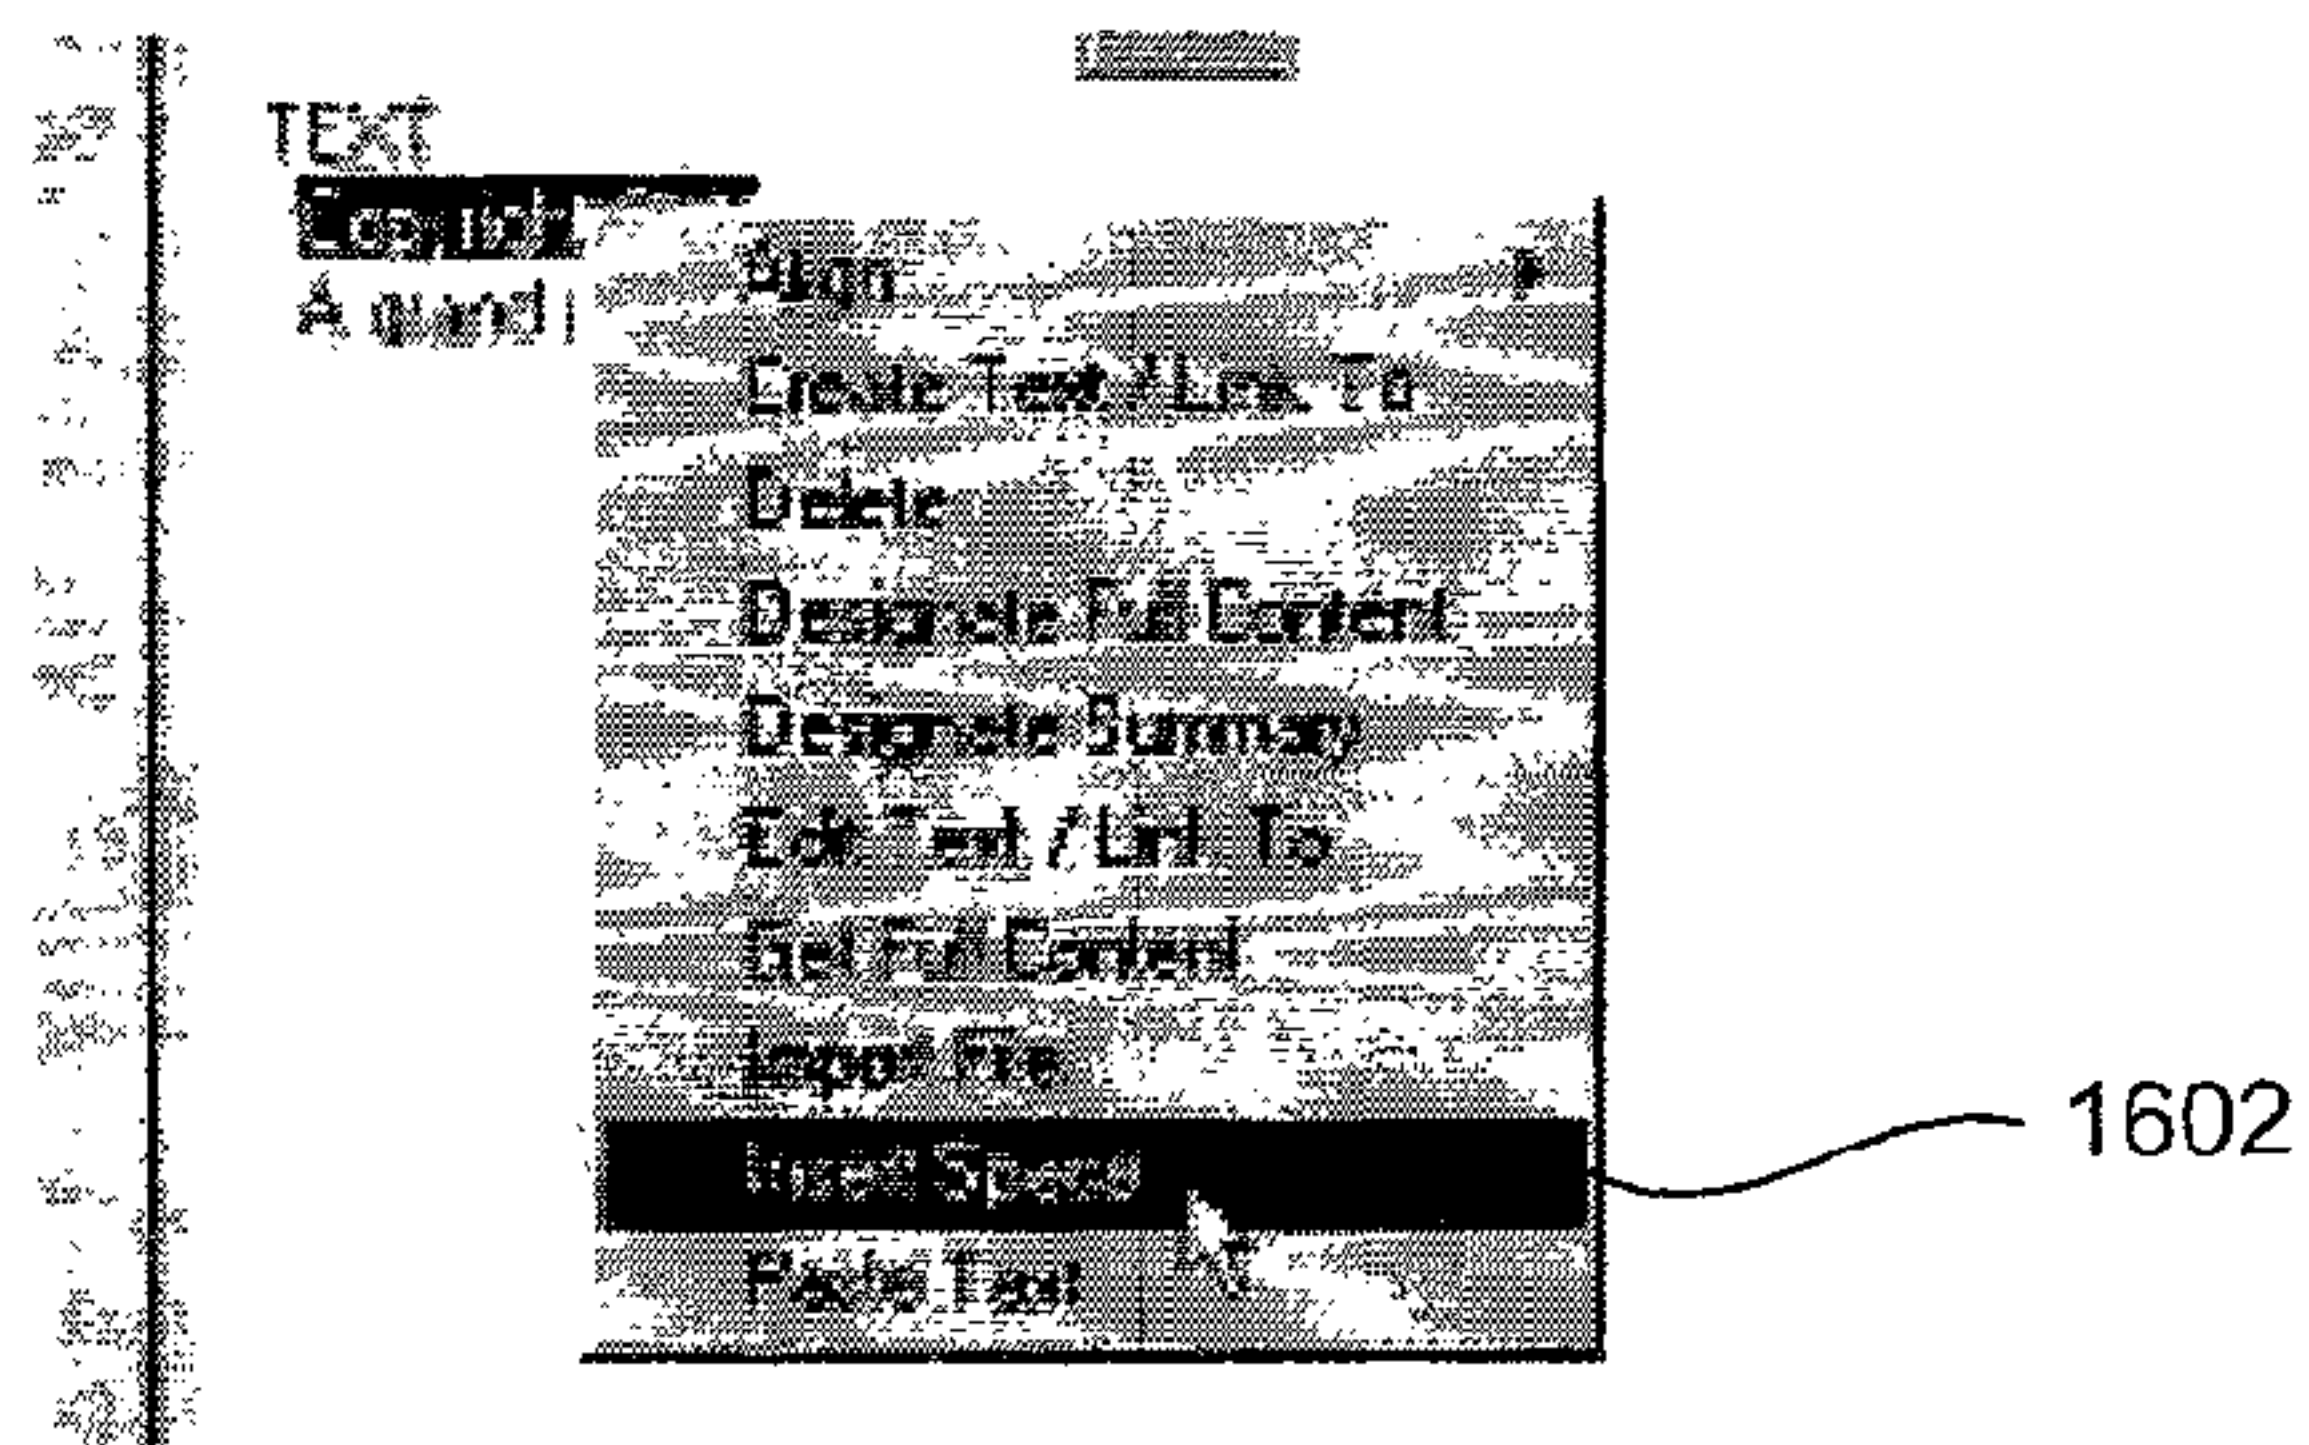 TEXT
A quand
Align
Create Text / Link To
Delete
Designate Full Content
Designate Summary
Edit Text / Link To
Get Full Content
Import File
Insert Space
1602
Paste Text